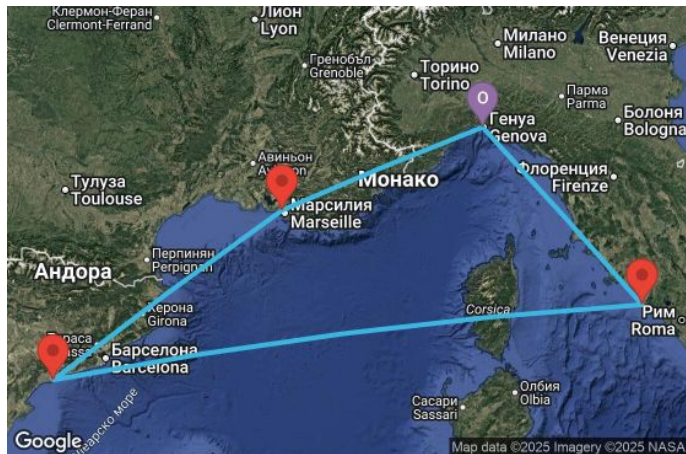 Клермон-Феран
Clermont-Ferrand
Лион
Lyon
Милано
Milano
Венеция
Venezia
Гренобъл
Grenoble
Торино
Torino
Парма
Parma
O
Генуа
Genova
Болоня
Bologna
Авиньон
Монако
Флоренция
Firenze
Тулуза
Toulouse
Марсилия
Marseille
Перпинян
Perpignan
Андора
Херона
Girona
Corsica
Рим
Roma
Барселона
Barcelona
Олбия
Olbia
Сасари
Sassari
море
Google
Map data ©2025 Imagery ©2025 NASA